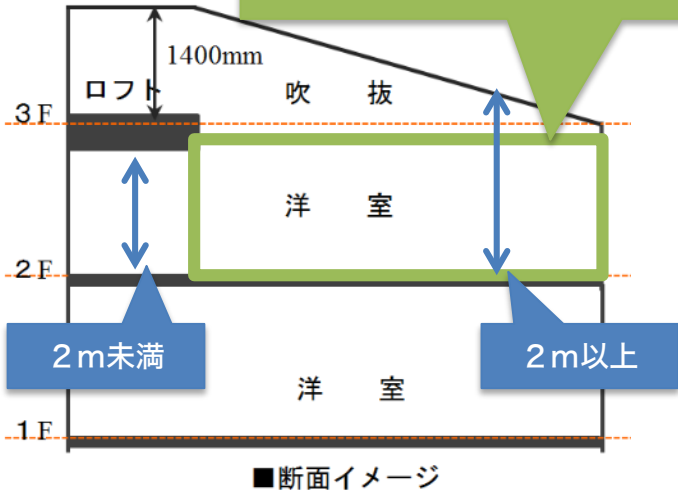 1400mm
ロフト
吹 抜
3F
洋 室
2F
2m未満
2m以上
洋 室
1F
■断面イメージ